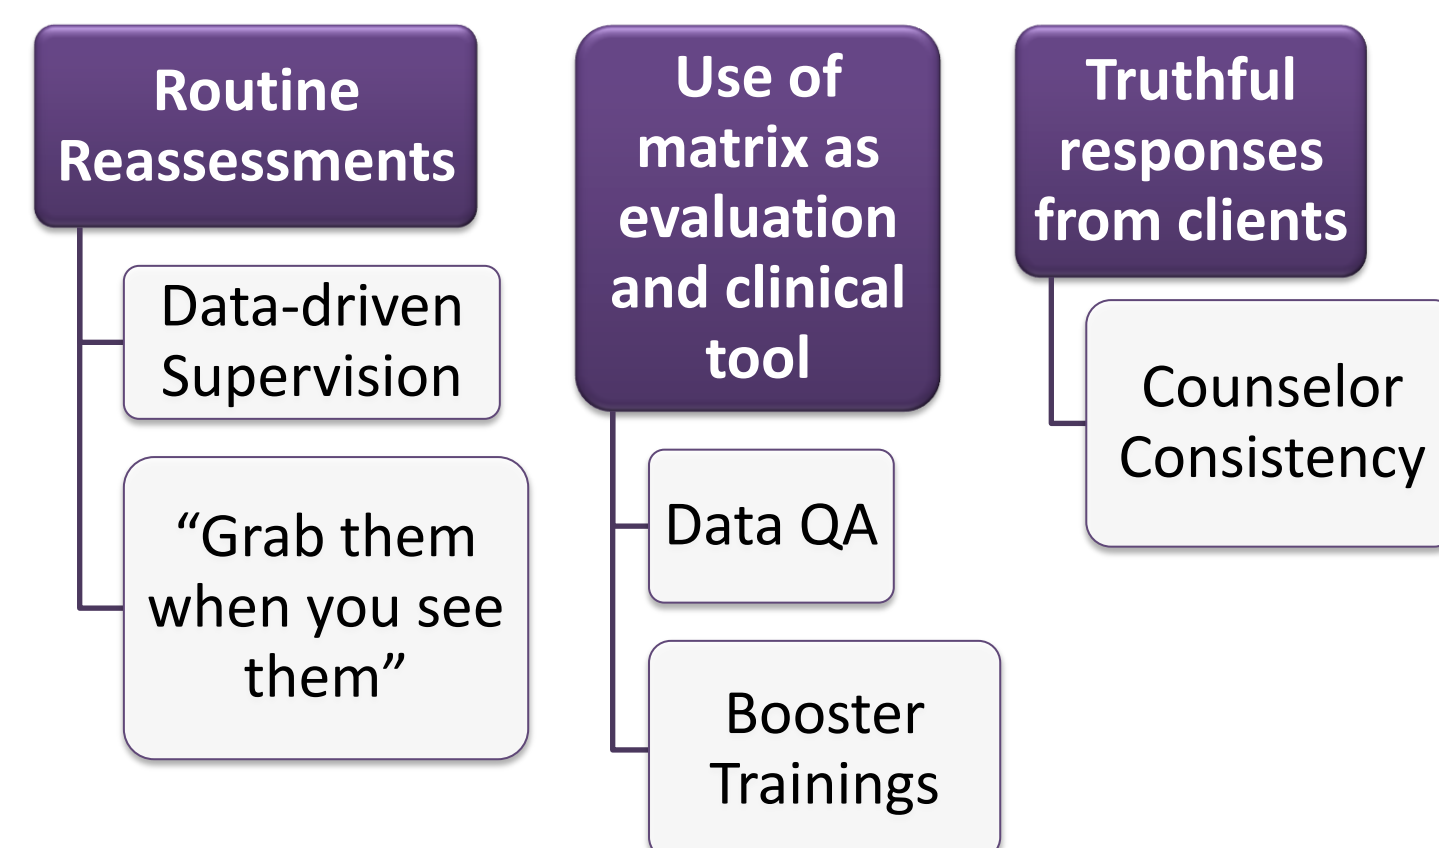 Routine
Reassessments
Data-driven
Supervision
“Grab them
when you see
them”
Use of
matrix as
evaluation
and clinical
tool
Data QA
Booster
Trainings
Truthful
responses
from clients
Counselor
Consistency